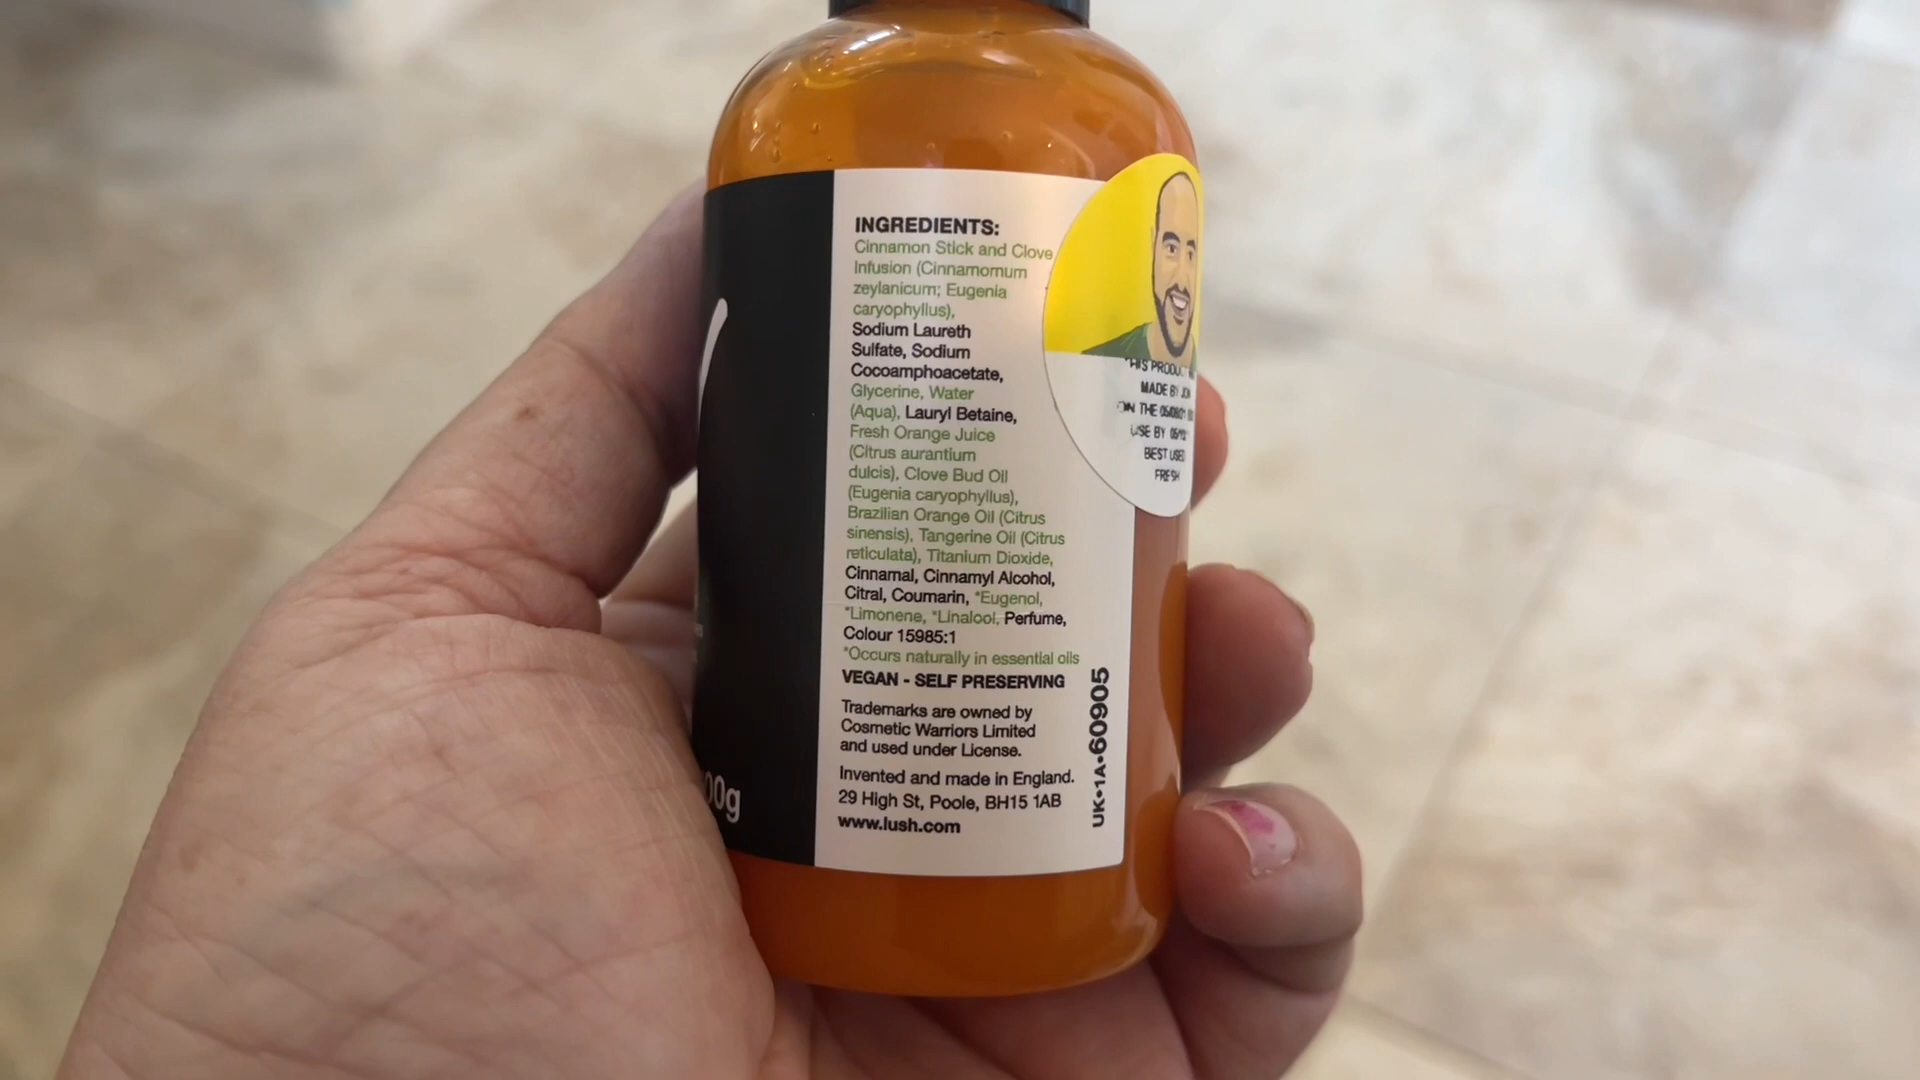 INGREDIENTS:
Cinnamon Stick and Clove
Infusion (Cinnamomum
zeylanicum; Eugenia
caryophyllus),
Sodium Laureth
Sulfate, Sodium
Cocoamphoacetate,
Glycerine, Water
(Aqua), Lauryl Betaine,
Fresh Orange Juice
(Citrus aurantium
dulcis), Clove Bud Oil
(Eugenia caryophyllus),
Brazilian Orange Oil (Citrus
sinensis), Tangerine Oil (Citrus
reticulata), Titanium Dioxide,
Cinnamal, Cinnamyl Alcohol,
Citral, Coumarin, *Eugenol,
*Limonene, *Linalool, Perfume,
Colour 15985:1
*Occurs naturally in essential oils
VEGAN - SELF PRESERVING
Trademarks are owned by
Cosmetic Warriors Limited
and used under License.
Invented and made in England.
29 High St, Poole, BH15 1AB
www.lush.com
UK•1A•60905
00g
MADE BY
ON THE
USE BY
BEST USED
FRESH